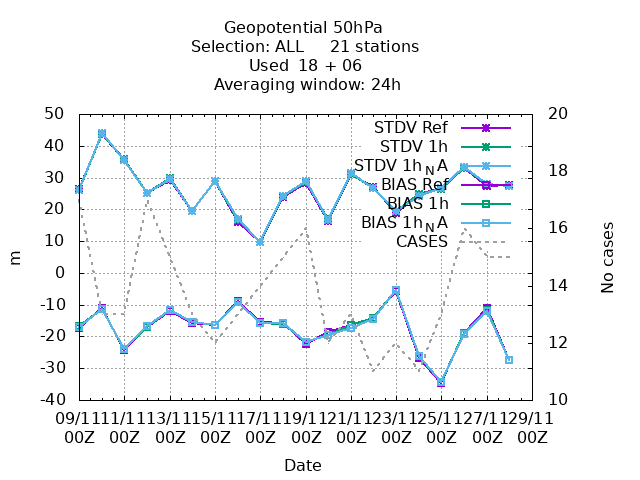 Geopotential 50hPa
Selection: ALL 21 stations
Used 18 + 06
Averaging window: 24h
50 20
40 STDV Ref
STDV 1h
30 STDV 1h_N A 18
BIAS Ref
20 BIAS 1h
BIAS 1h_N A 16
10 CASES
0 14
-10
-20 12
-30
-40 10
m
No cases
09/11 11/11 13/11 15/11 17/11 19/11 21/11 23/11 25/11 27/11 29/11
00Z 00Z 00Z 00Z 00Z 00Z 00Z 00Z 00Z 00Z 00Z
Date